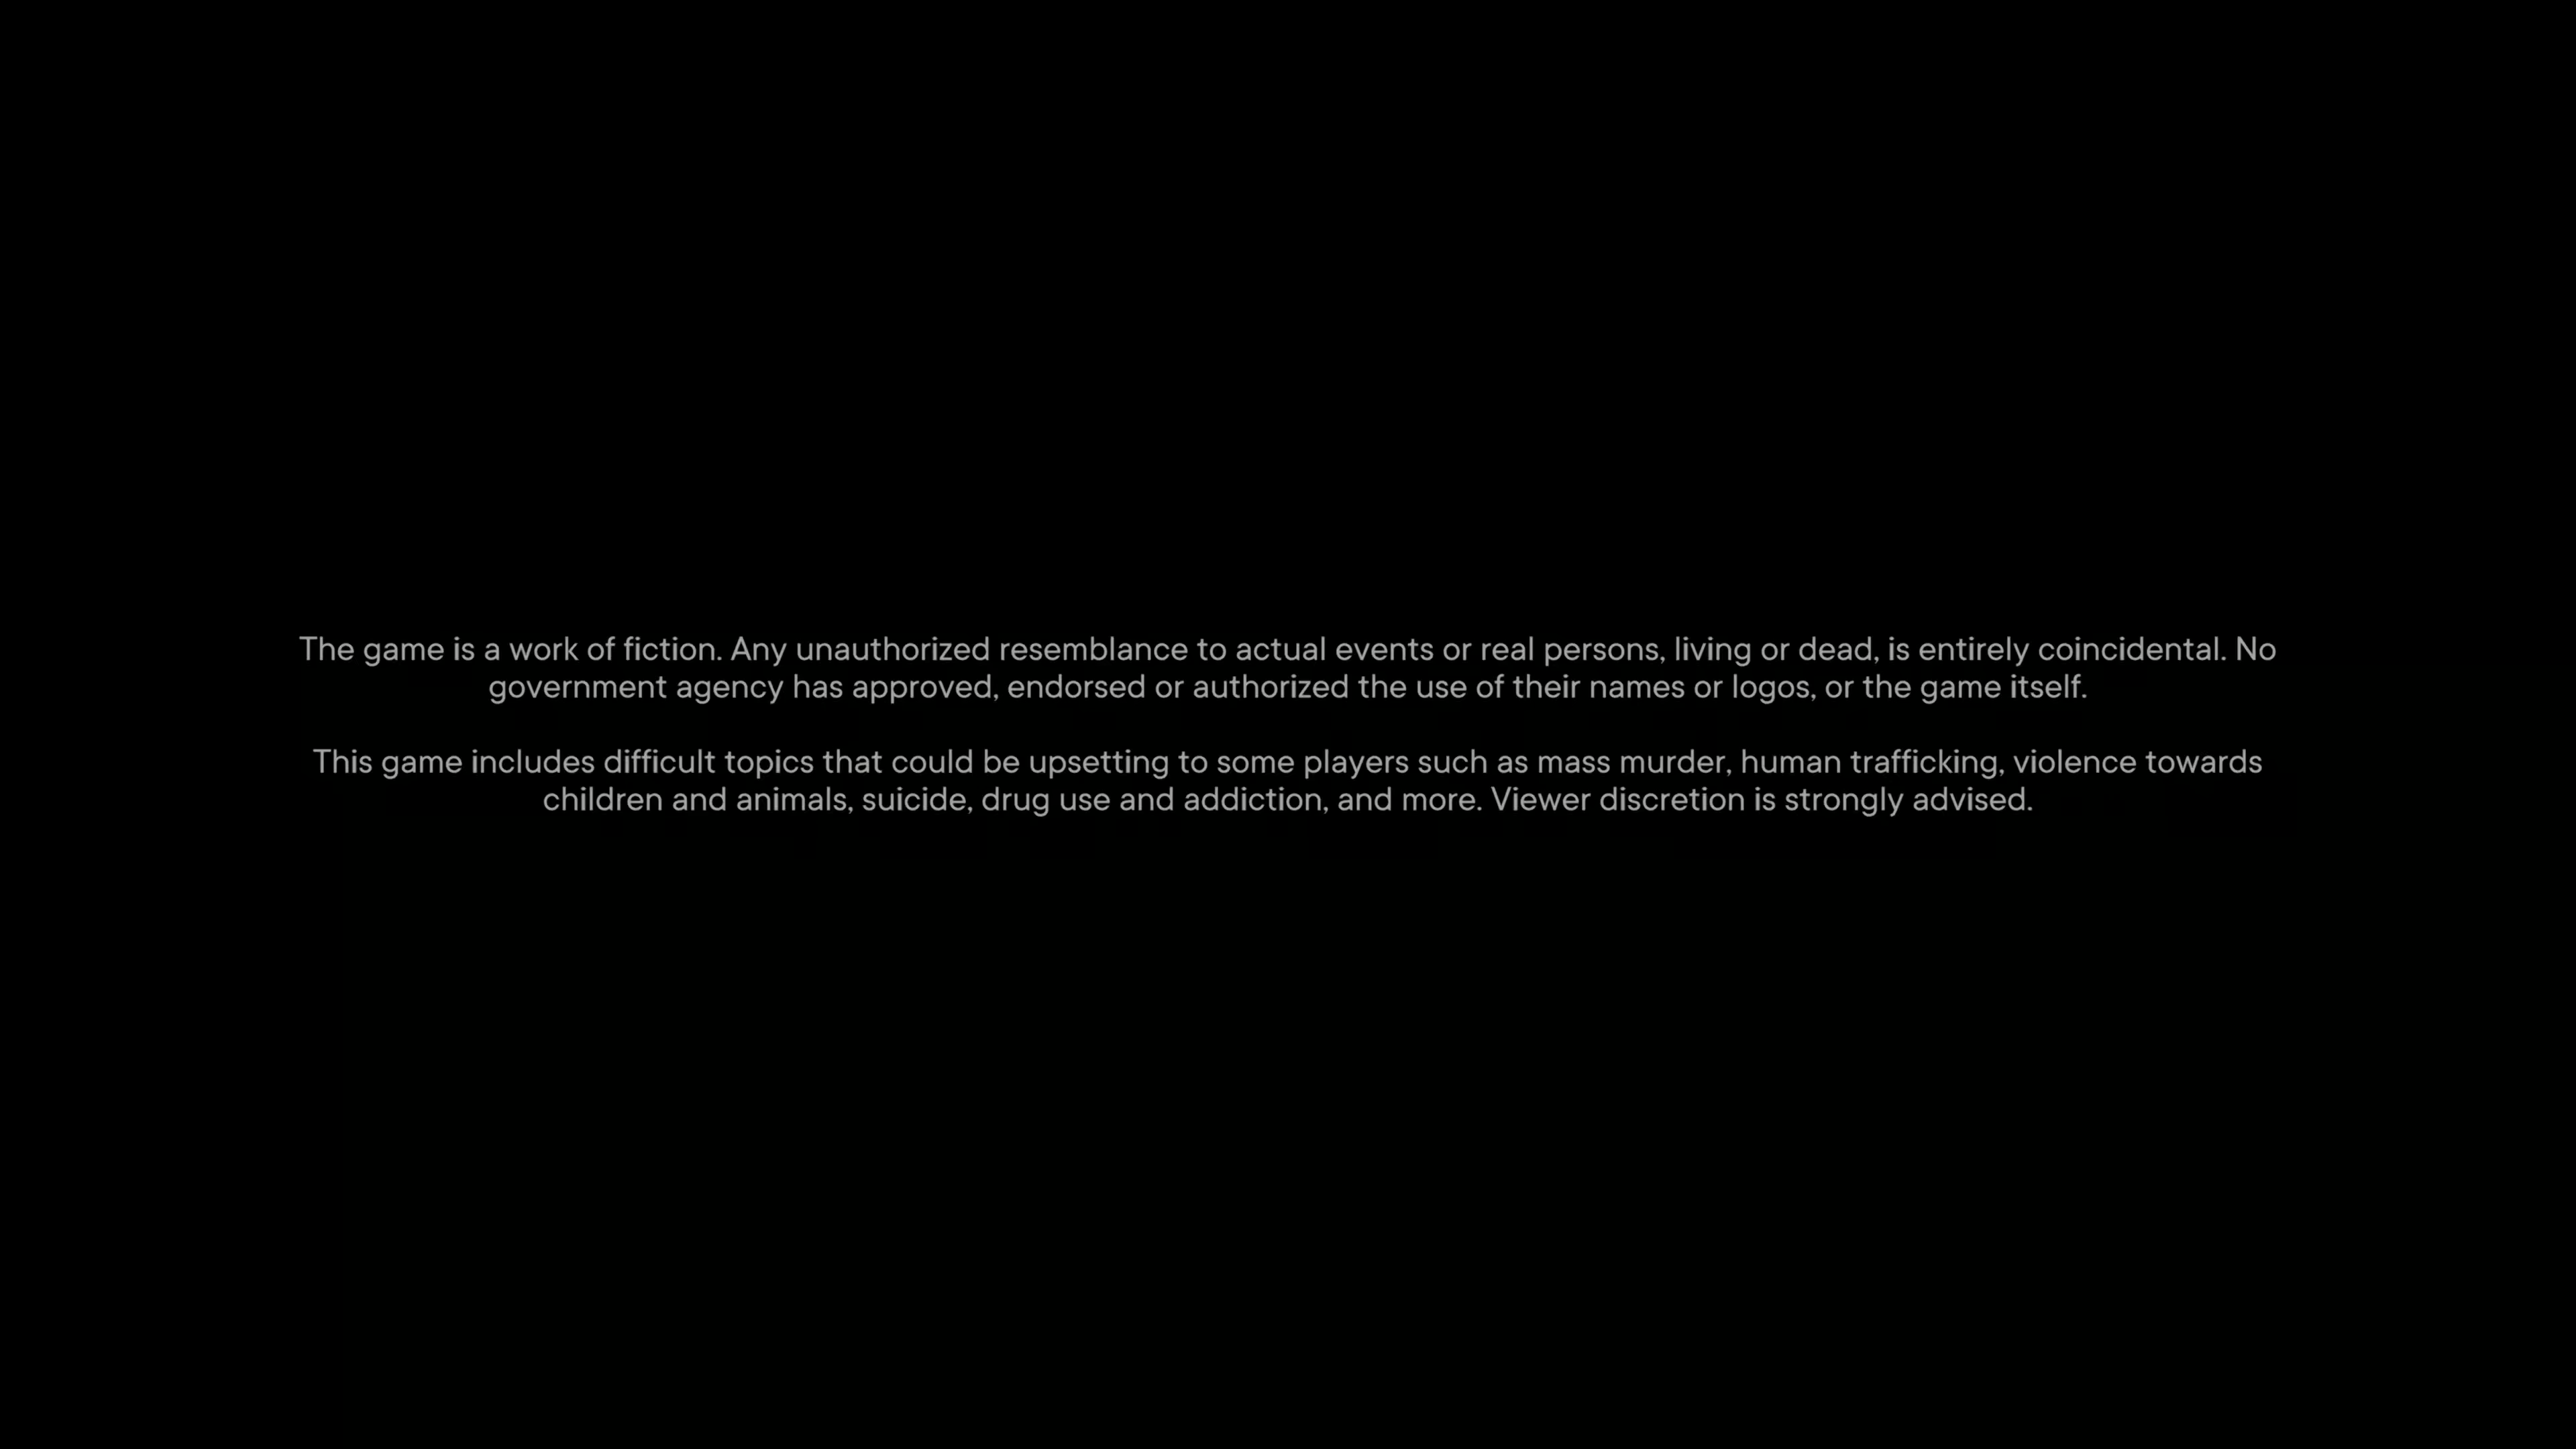 The game is a work of fiction. Any unauthorized resemblance to actual events or real persons, living or dead, is entirely coincidental. No
government agency has approved, endorsed or authorized the use of their names or logos, or the game itself.
This game includes difficult topics that could be upsetting to some players such as mass murder, human trafficking, violence towards
children and animals, suicide, drug use and addiction, and more. Viewer discretion is strongly advised.